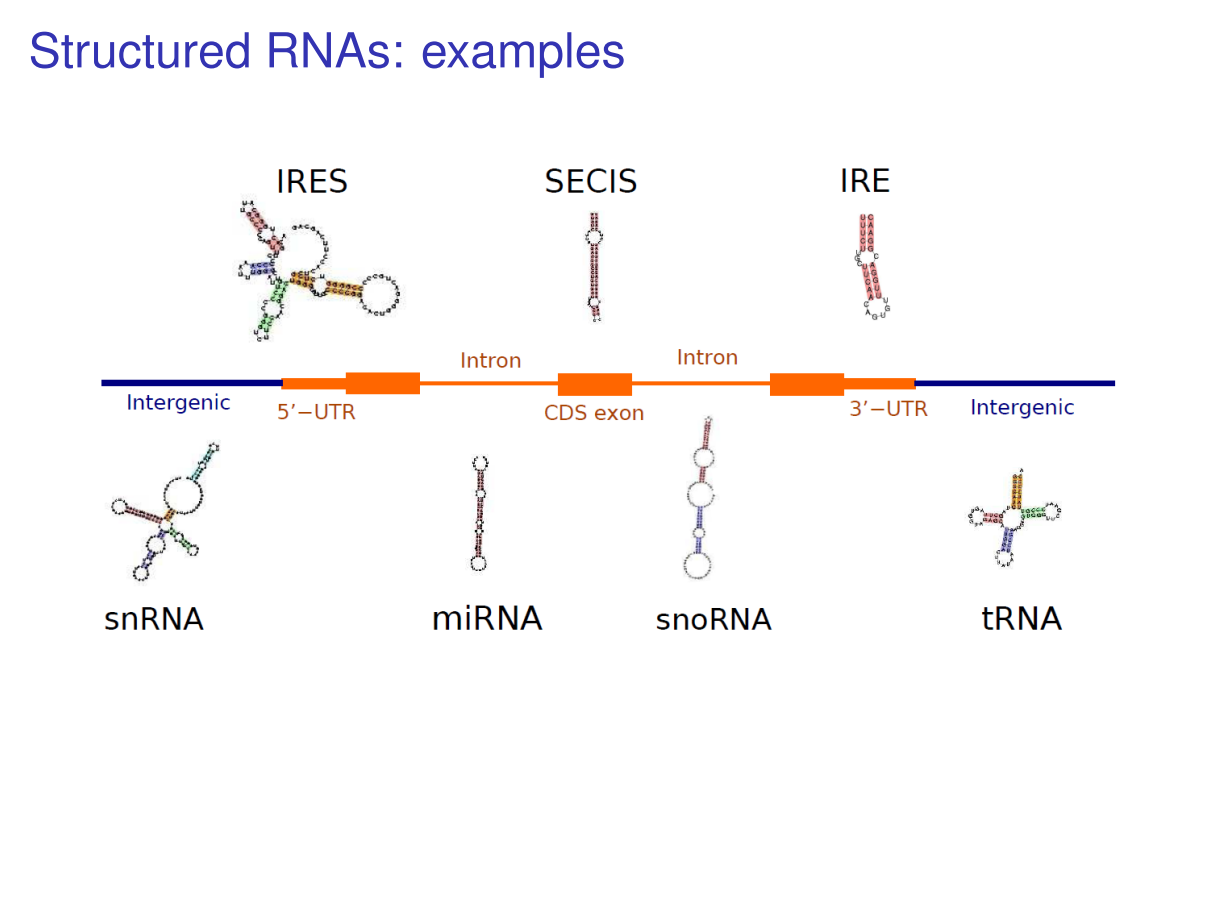 Structured RNAs: examples
IRES
SECIS
IRE
Intron
Intron
Intergenic
5’−UTR
CDS exon
3’−UTR
Intergenic
snRNA
miRNA
snoRNA
tRNA